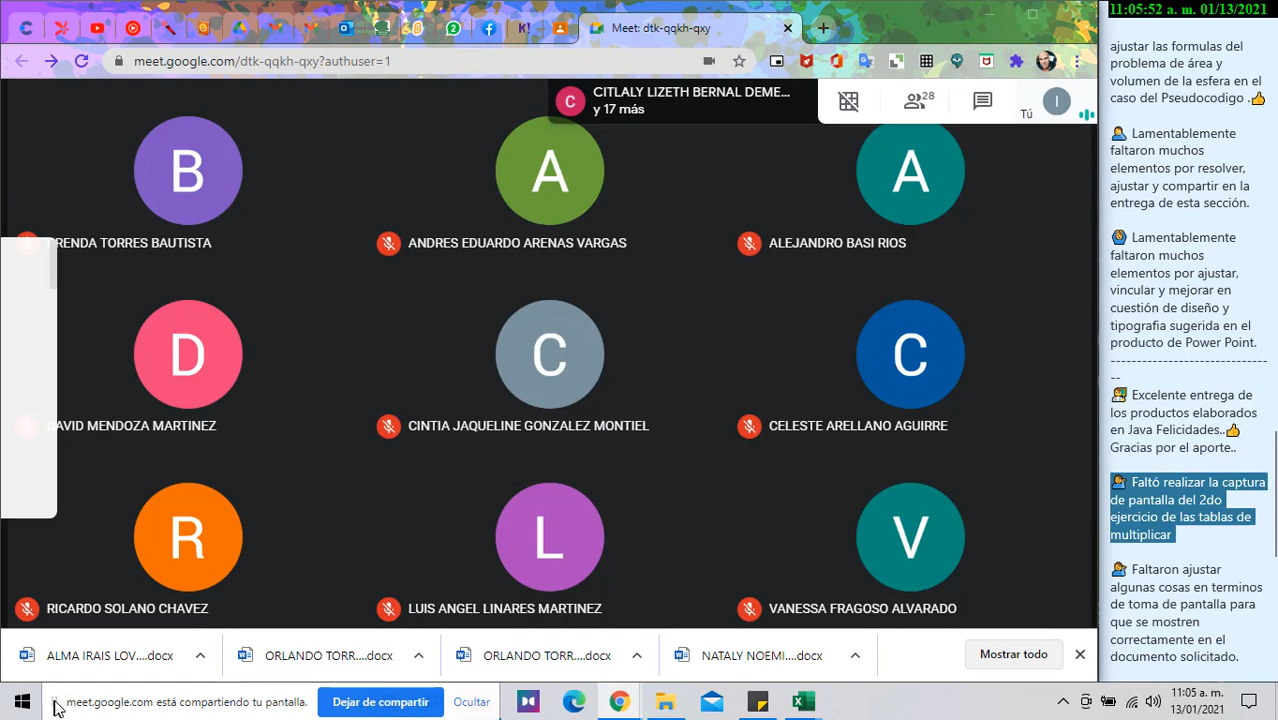 Meet: dtk-qqkh-qxy
meet.google.com/dtk-qqkh-qxy?authuser=1
CITLALY LIZETH BERNAL DEME...
y 17 más
28
Tú
I
C
B
A
A
BRENDA TORRES BAUTISTA
ANDRES EDUARDO ARENAS VARGAS
ALEJANDRO BASI RIOS
D
C
C
DAVID MENDOZA MARTINEZ
CINTIA JAQUELINE GONZALEZ MONTIEL
CELESTE ARELLANO AGUIRRE
R
L
V
RICARDO SOLANO CHAVEZ
LUIS ANGEL LINARES MARTINEZ
VANESSA FRAGOSO ALVARADO
ALMA IRAIS LOV....docx
ORLANDO TORR....docx
ORLANDO TORR....docx
NATALY NOEMI....docx
Mostrar todo
meet.google.com está compartiendo tu pantalla.
Dejar de compartir
Ocultar
11:05 a. m.
13/01/2021
11:05:52 a. m. 01/13/2021
ajustar las formulas del
problema de área y
volumen de la esfera en el
caso del Pseudocodigo .
Lamentablemente
faltaron muchos
elementos por resolver,
ajustar y compartir en la
entrega de esta sección.
Lamentablemente
faltaron muchos
elementos por ajustar,
vincular y mejorar en
cuestión de diseño y
tipografia sugerida en el
producto de Power Point.
------------------------------
--
Excelente entrega de
los productos elaborados
en Java Felicidades..
Gracias por el aporte..
Faltó realizar la captura
de pantalla del 2do
ejercicio de las tablas de
multiplicar
Faltaron ajustar
algunas cosas en terminos
de toma de pantalla para
que se mostren
correctamente en el
documento solicitado.